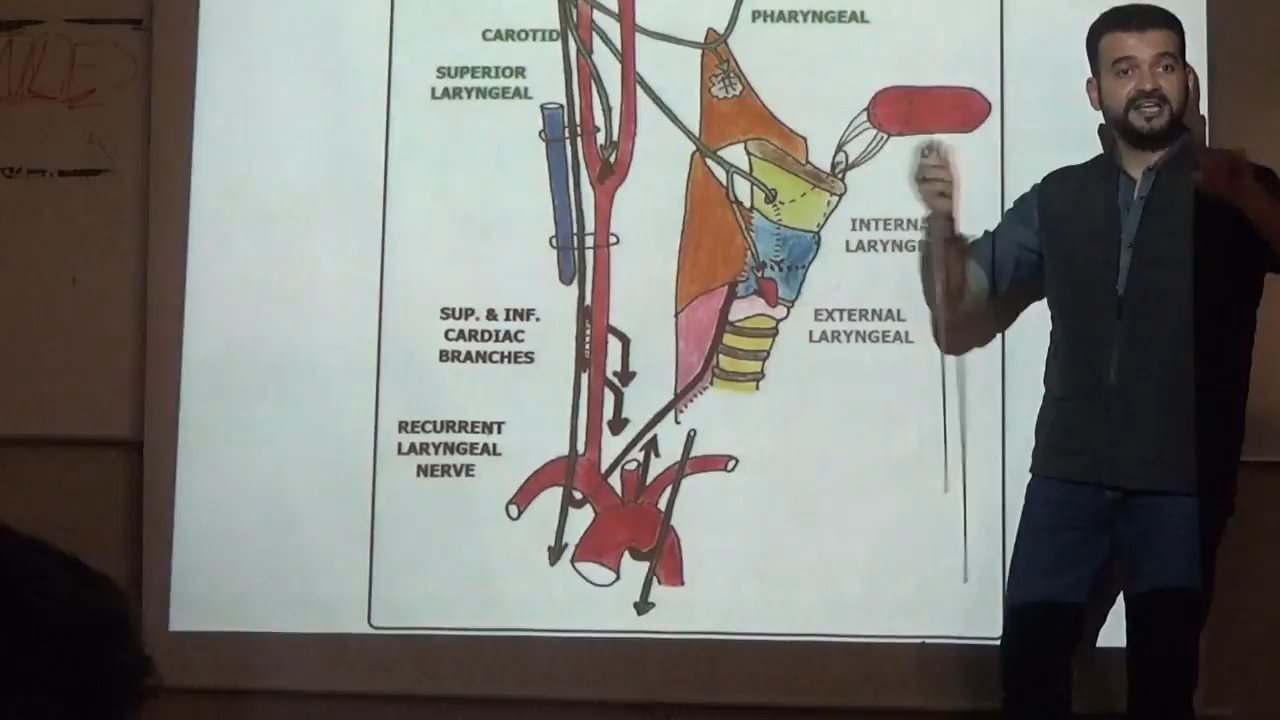 PHARYNGEAL
CAROTID
SUPERIOR
LARYNGEAL
INTERNA
LARYNGE
SUP. & INF.
CARDIAC
BRANCHES
EXTERNAL
LARYNGEAL
RECURRENT
LARYNGEAL
NERVE